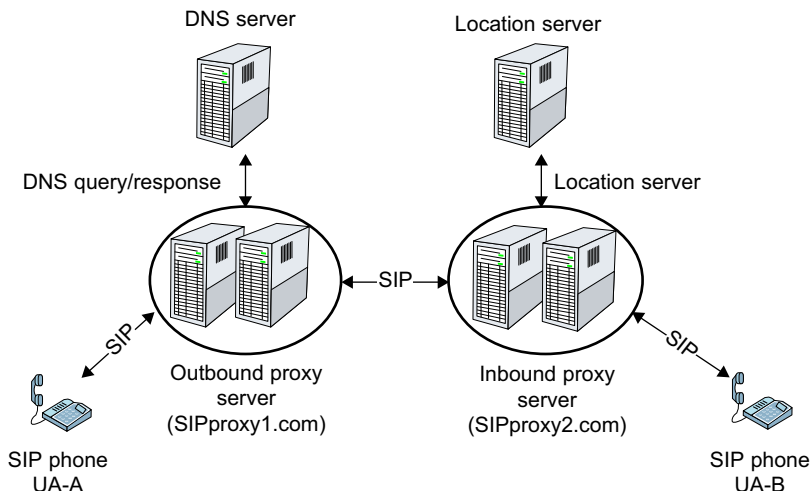 DNS server
Location server
DNS query/response
Location server
SIP
SIP
SIP
Outbound proxy
server
(SIPproxy1.com)
Inbound proxy
server
(SIPproxy2.com)
SIP phone
UA-A
SIP phone
UA-B